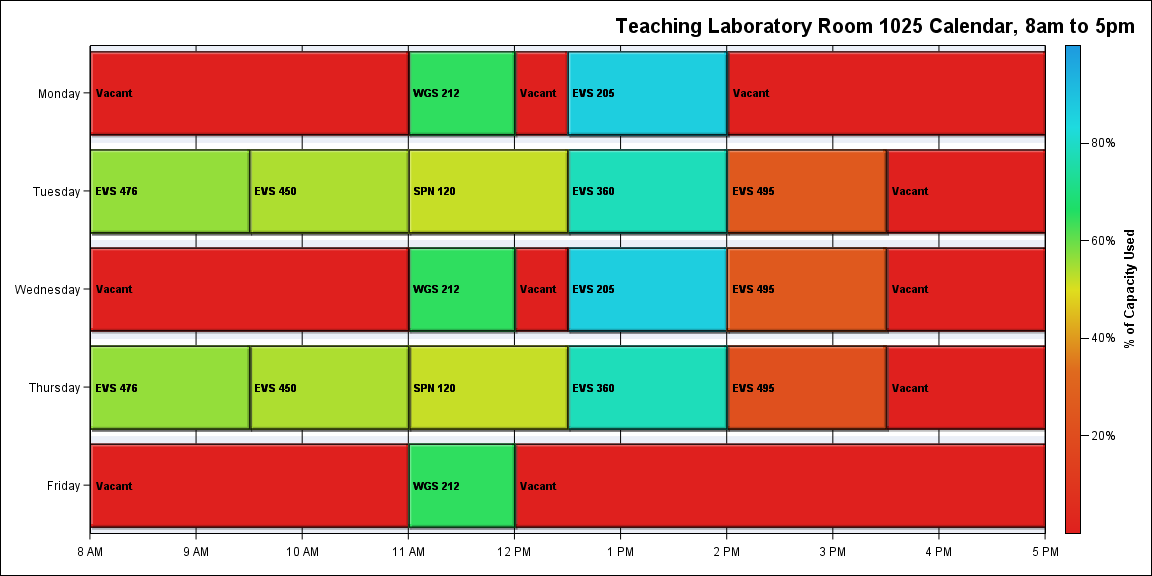 Teaching Laboratory Room 1025 Calendar, 8am to 5pm
Monday
Vacant
WGS 212
Vacant
EVS 205
Vacant
Tuesday
EVS 476
EVS 450
SPN 120
EVS 360
EVS 495
Vacant
Wednesday
Vacant
WGS 212
Vacant
EVS 205
EVS 495
Vacant
Thursday
EVS 476
EVS 450
SPN 120
EVS 360
EVS 495
Vacant
Friday
Vacant
WGS 212
Vacant
8 AM
9 AM
10 AM
11 AM
12 PM
1 PM
2 PM
3 PM
4 PM
5 PM
80%
60%
40%
20%
% of Capacity Used